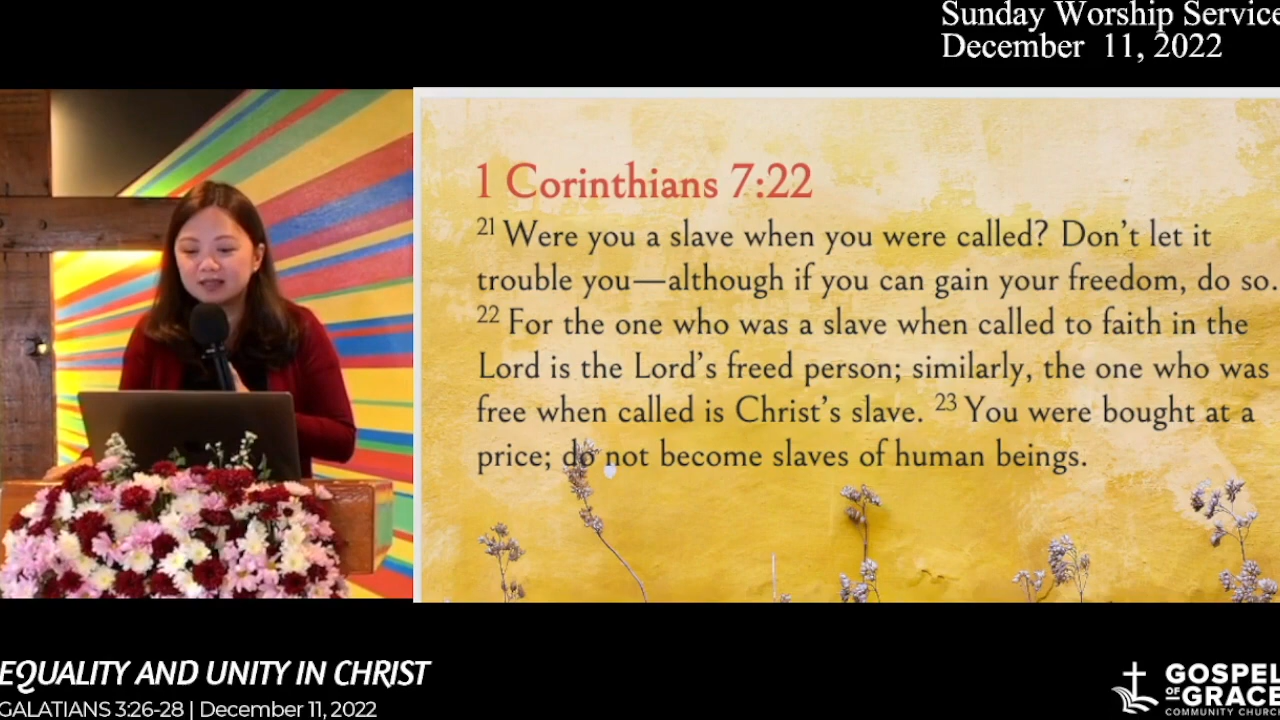 Sunday Worship Service
December 11, 2022
1 Corinthians 7:22
21 Were you a slave when you were called? Don’t let it
trouble you—although if you can gain your freedom, do so.
22 For the one who was a slave when called to faith in the
Lord is the Lord’s freed person; similarly, the one who was
free when called is Christ’s slave. 23 You were bought at a
price; do not become slaves of human beings.
EQUALITY AND UNITY IN CHRIST
GALATIANS 3:26-28 | December 11, 2022
GOSPEL
OF GRACE
COMMUNITY CHURCH